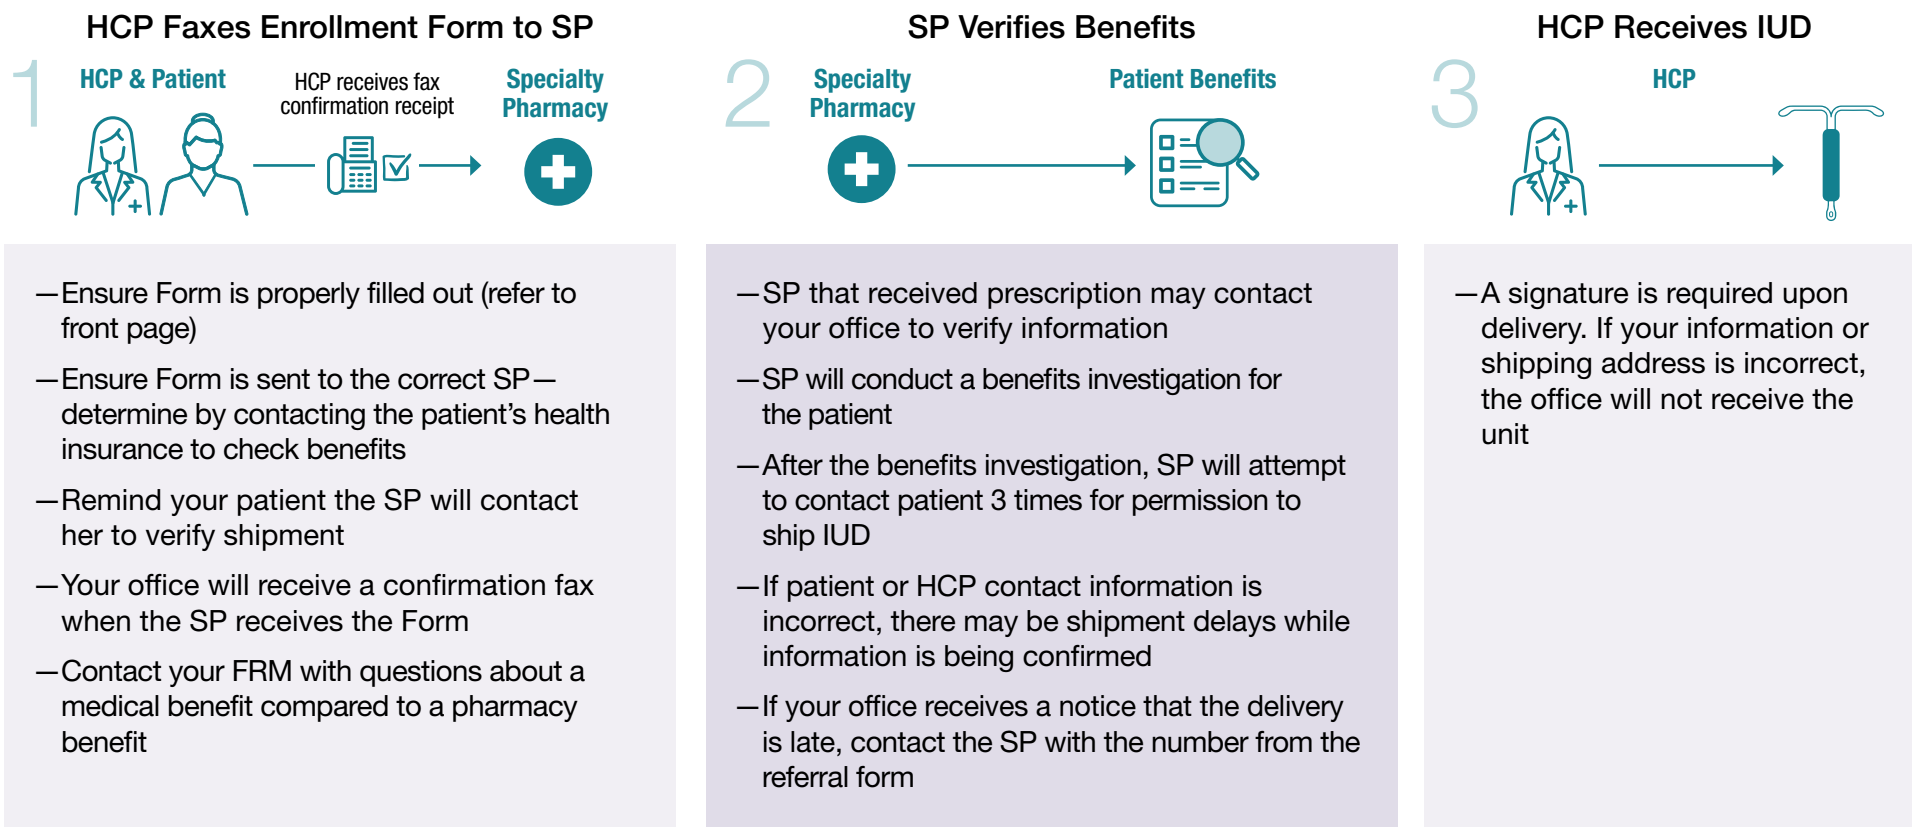 HCP Faxes Enrollment Form to SP
1
HCP & Patient
HCP receives fax
confirmation receipt
Specialty
Pharmacy
—Ensure Form is properly filled out (refer to
front page)
—Ensure Form is sent to the correct SP—
determine by contacting the patient’s health
insurance to check benefits
—Remind your patient the SP will contact
her to verify shipment
—Your office will receive a confirmation fax
when the SP receives the Form
—Contact your FRM with questions about a
medical benefit compared to a pharmacy
benefit
SP Verifies Benefits
2
Specialty
Pharmacy
Patient Benefits
—SP that received prescription may contact
your office to verify information
—SP will conduct a benefits investigation for
the patient
—After the benefits investigation, SP will attempt
to contact patient 3 times for permission to
ship IUD
—If patient or HCP contact information is
incorrect, there may be shipment delays while
information is being confirmed
—If your office receives a notice that the delivery
is late, contact the SP with the number from the
referral form
HCP Receives IUD
3
HCP
—A signature is required upon
delivery. If your information or
shipping address is incorrect,
the office will not receive the
unit